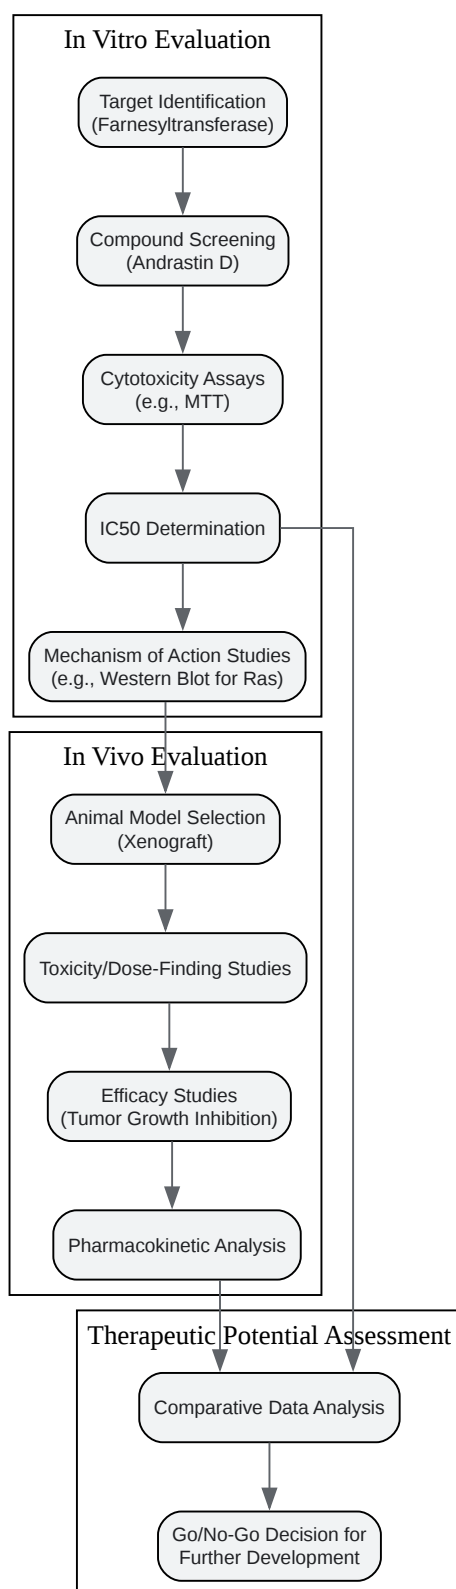 In Vitro Evaluation
Target Identification
(Farnesyltransferase)
Compound Screening
(Andrastin D)
Cytotoxicity Assays
(e.g., MTT)
IC50 Determination
Mechanism of Action Studies
(e.g., Western Blot for Ras)
In Vivo Evaluation
Animal Model Selection
(Xenograft)
Toxicity/Dose-Finding Studies
Efficacy Studies
(Tumor Growth Inhibition)
Pharmacokinetic Analysis
Therapeutic Potential Assessment
Comparative Data Analysis
Go/No-Go Decision for
Further Development